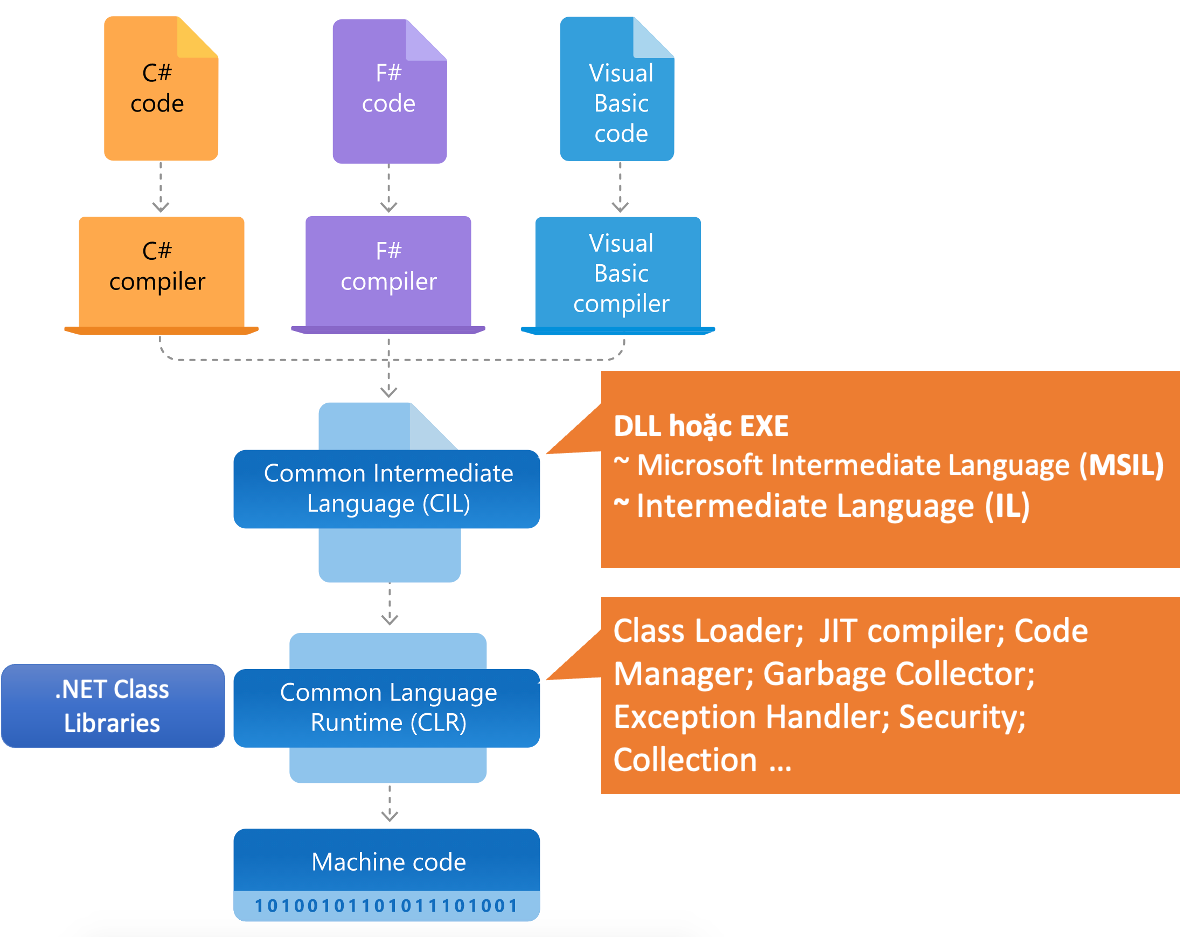 C#
code
F#
code
Visual
Basic
code
C#
compiler
F#
compiler
Visual
Basic
compiler
Common Intermediate
Language (CIL)
DLL hoặc EXE
~ Microsoft Intermediate Language (MSIL)
~ Intermediate Language (IL)
.NET Class
Libraries
Common Language
Runtime (CLR)
Class Loader; JIT compiler; Code
Manager; Garbage Collector;
Exception Handler; Security;
Collection ...
Machine code
10100101101011101001